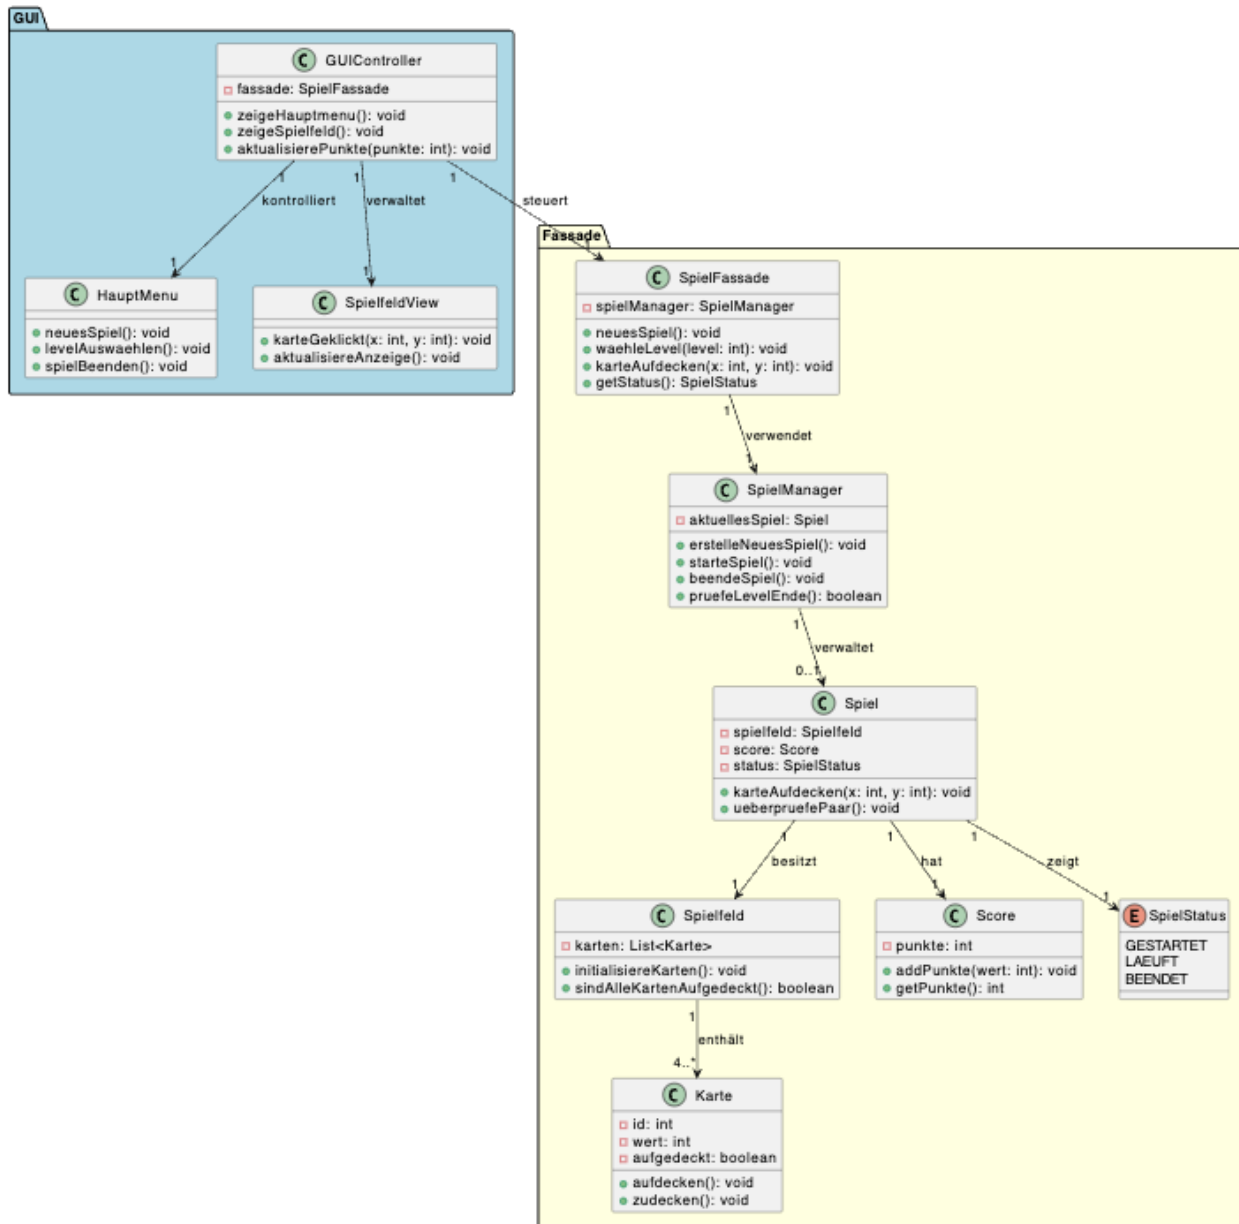 GUI
C GUIController
fassade: SpielFassade
zeigeHauptmenu(): void
zeigeSpielfeld(): void
aktualisierePunkte(punkte: int): void
1
1
1
kontrolliert
verwaltet
steuert
1
1
1
C HauptMenu
neuesSpiel(): void
levelAuswaehlen(): void
spielBeenden(): void
C SpielfeldView
karteGeklickt(x: int, y: int): void
aktualisiereAnzeige(): void
Fassade
C SpielFassade
spielManager: SpielManager
neuesSpiel(): void
waehleLevel(level: int): void
karteAufdecken(x: int, y: int): void
getStatus(): SpielStatus
1
verwendet
1
C SpielManager
aktuellesSpiel: Spiel
erstelleNeuesSpiel(): void
starteSpiel(): void
beendeSpiel(): void
pruefeLevelEnde(): boolean
1
verwaltet
0..1
C Spiel
spielfeld: Spielfeld
score: Score
status: SpielStatus
karteAufdecken(x: int, y: int): void
ueberpruefePaar(): void
1
1
1
besitzt
hat
zeigt
1
1
1
C Spielfeld
karten: List<Karte>
initialisiereKarten(): void
sindAlleKartenAufgedeckt(): boolean
C Score
punkte: int
addPunkte(wert: int): void
getPunkte(): int
E SpielStatus
GESTARTET
LAEUFT
BEENDET
1
enthält
4..*
C Karte
id: int
wert: int
aufgedeckt: boolean
aufdecken(): void
zudecken(): void